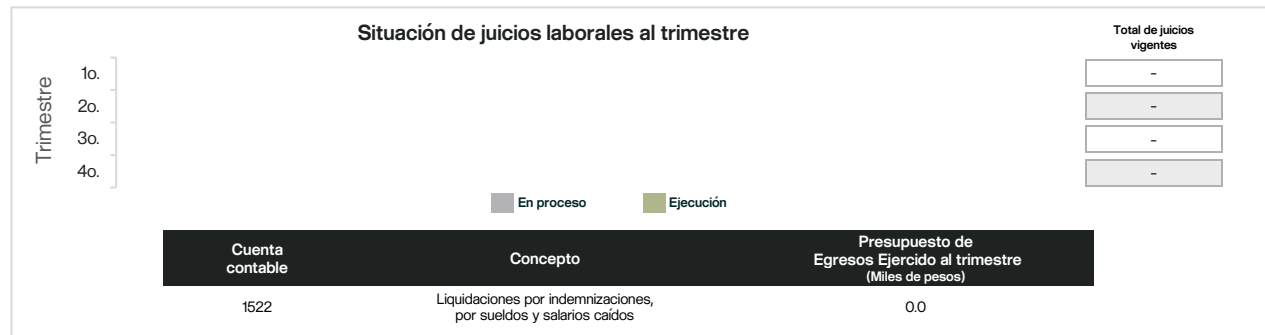 Situación de juicios laborales al trimestre
Total de juicios
vigentes
Trimestre
1o.
-
2o.
-
3o.
-
4o.
-
En proceso
Ejecución
Cuenta
contable
Concepto
Presupuesto de
Egresos Ejercido al trimestre
(Miles de pesos)
1522
Liquidaciones por indemnizaciones,
por sueldos y salarios caídos
0.0